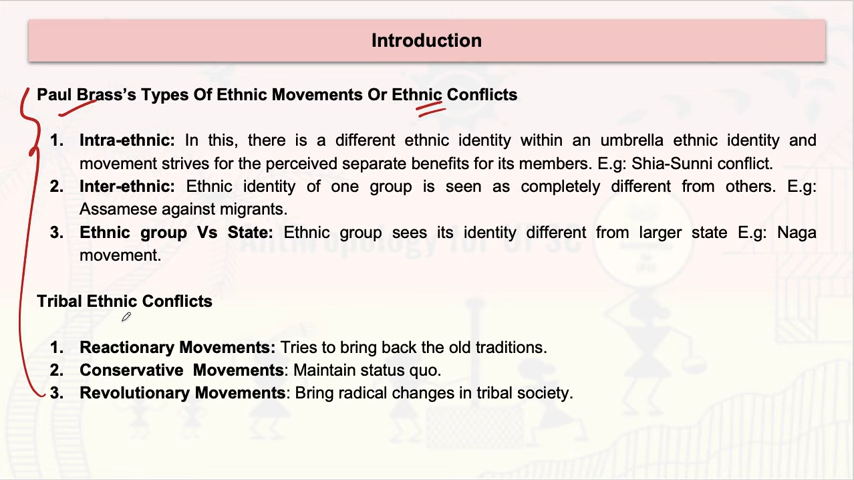 Introduction
Paul Brass's Types Of Ethnic Movements Or Ethnic Conflicts
1. Intra-ethnic: In this, there is a different ethnic identity within an umbrella ethnic identity and
movement strives for the perceived separate benefits for its members. E.g: Shia-Sunni conflict.
2. Inter-ethnic: Ethnic identity of one group is seen as completely different from others. E.g:
Assamese against migrants.
3. Ethnic group Vs State: Ethnic group sees its identity different from larger state E.g: Naga
movement.
Anthropology for UPSC
Tribal Ethnic Conflicts
1. Reactionary Movements: Tries to bring back the old traditions.
2. Conservative Movements: Maintain status quo.
3. Revolutionary Movements: Bring radical changes in tribal society.